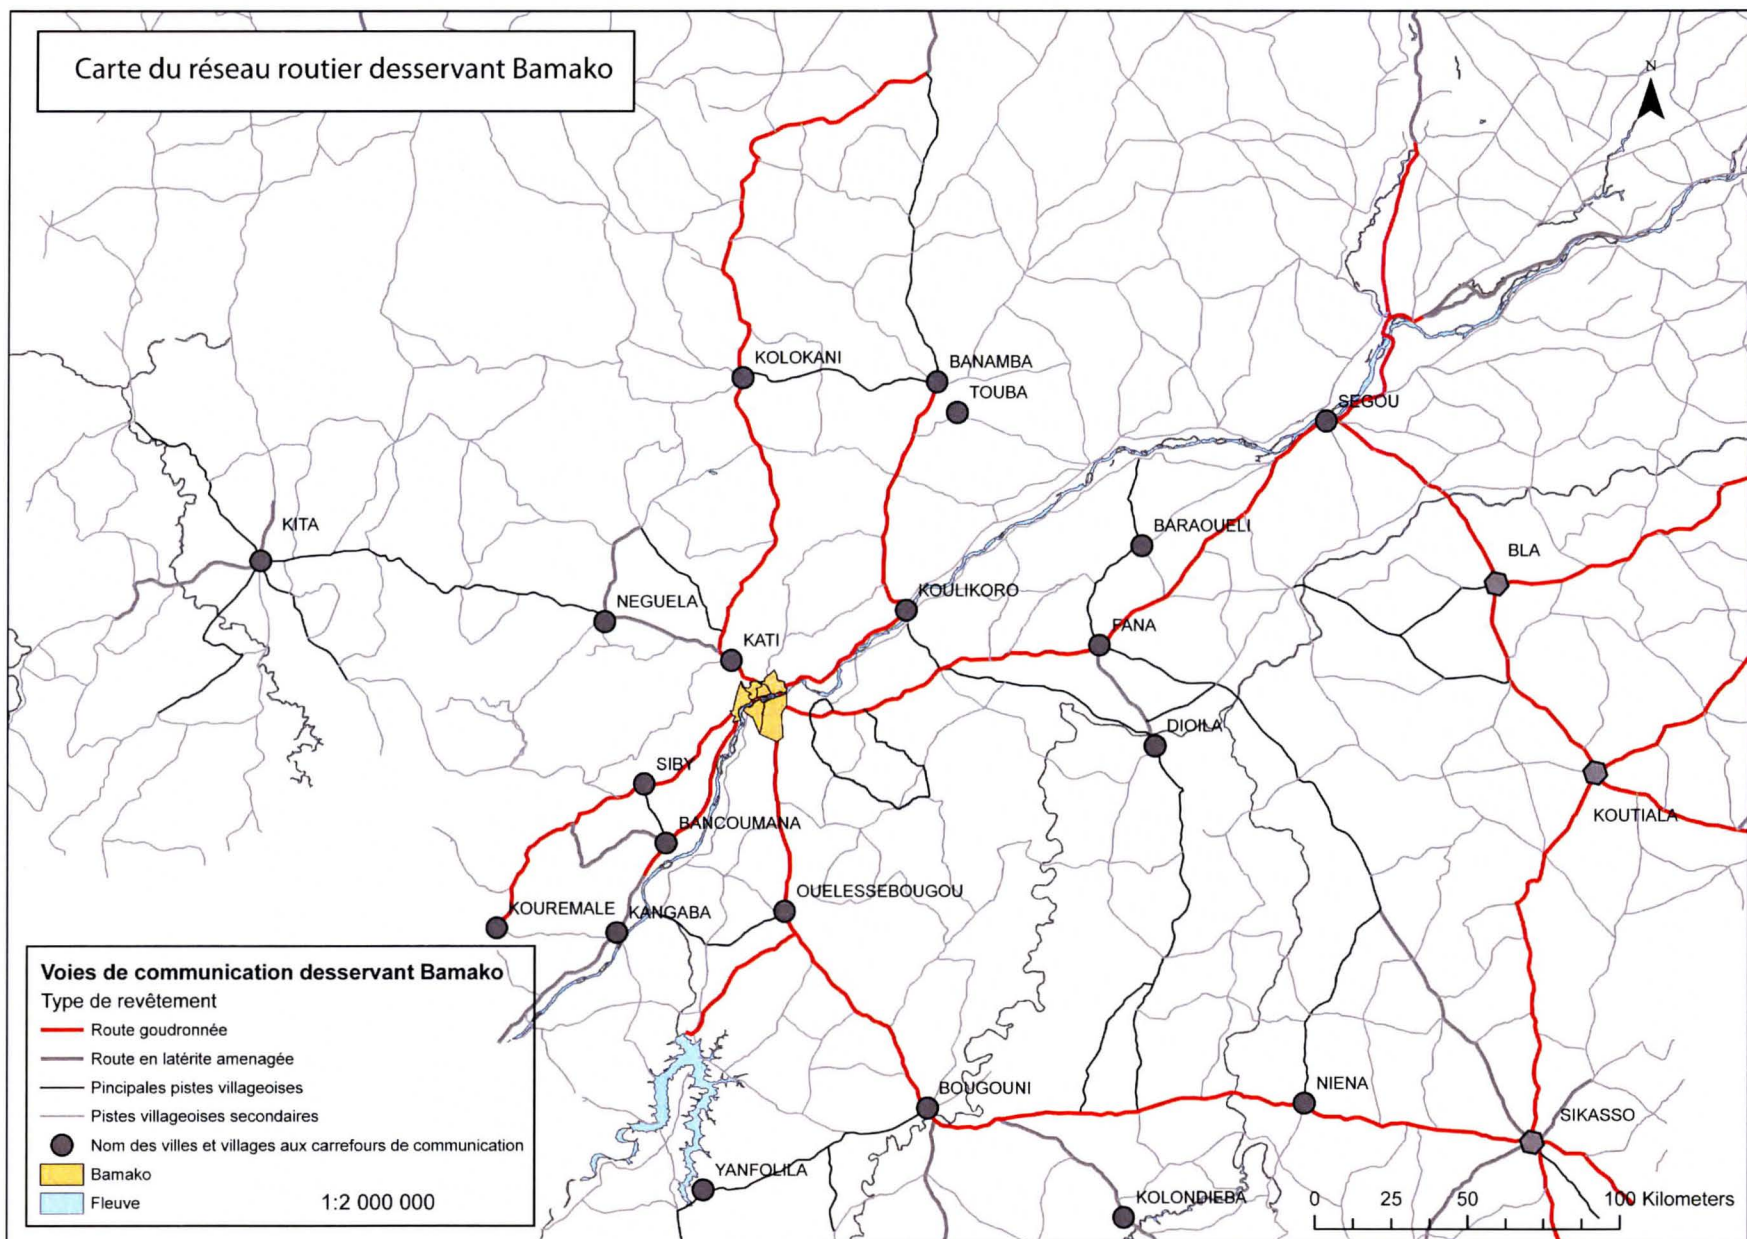 Carte du réseau routier desservant Bamako
N
KOLOKANI
BANAMBA
TOUBA
SEGOU
KITA
BARAOUELI
BLA
NEGUELA
KOULIKORO
KATI
FANA
DIOILA
SIBY
KOUTIALA
BANCOUMANA
OUELESSEBOUGOU
KOUREMALE
KANGABA
BOUGOUNI
NIENA
SIKASSO
YANFOLILA
KOLONDIEBA
Voies de communication desservant Bamako
Type de revêtement
Route goudronnée
Route en latérite amenagée
Pincipales pistes villageoises
Pistes villageoises secondaires
Nom des villes et villages aux carrefours de communication
Bamako
Fleuve
1:2 000 000
0 25 50 100 Kilometers